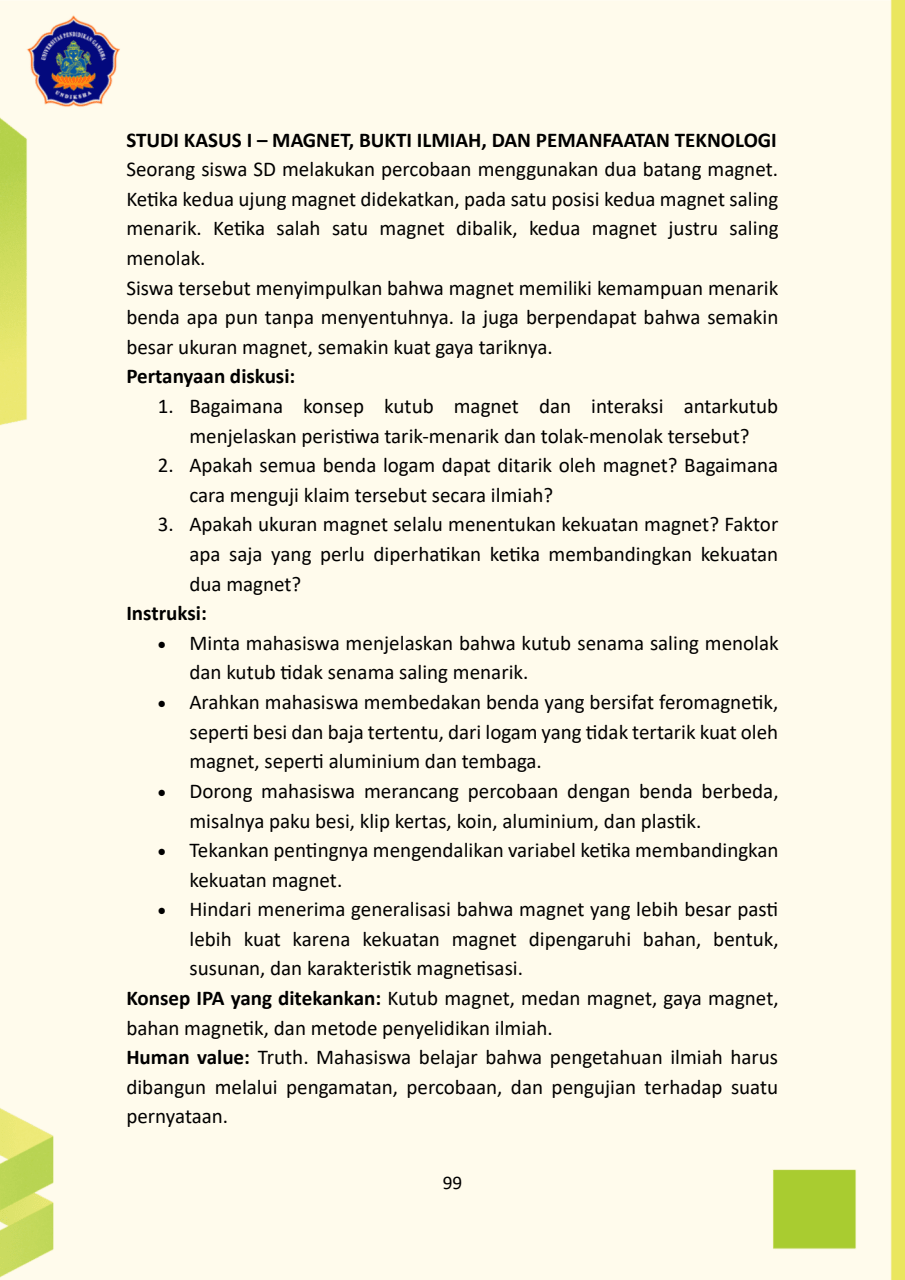 UNIVERSITAS PENDIDIKAN GANESHA
UNDIKSHA
STUDI KASUS I – MAGNET, BUKTI ILMIAH, DAN PEMANFAATAN TEKNOLOGI
Seorang siswa SD melakukan percobaan menggunakan dua batang magnet.
Ketika kedua ujung magnet didekatkan, pada satu posisi kedua magnet saling
menarik. Ketika salah satu magnet dibalik, kedua magnet justru saling
menolak.
Siswa tersebut menyimpulkan bahwa magnet memiliki kemampuan menarik
benda apa pun tanpa menyentuhnya. Ia juga berpendapat bahwa semakin
besar ukuran magnet, semakin kuat gaya tariknya.
Pertanyaan diskusi:
1. Bagaimana konsep kutub magnet dan interaksi antarkutub
menjelaskan peristiwa tarik-menarik dan tolak-menolak tersebut?
2. Apakah semua benda logam dapat ditarik oleh magnet? Bagaimana
cara menguji klaim tersebut secara ilmiah?
3. Apakah ukuran magnet selalu menentukan kekuatan magnet? Faktor
apa saja yang perlu diperhatikan ketika membandingkan kekuatan
dua magnet?
Instruksi:
• Minta mahasiswa menjelaskan bahwa kutub senama saling menolak
dan kutub tidak senama saling menarik.
• Arahkan mahasiswa membedakan benda yang bersifat feromagnetik,
seperti besi dan baja tertentu, dari logam yang tidak tertarik kuat oleh
magnet, seperti aluminium dan tembaga.
• Dorong mahasiswa merancang percobaan dengan benda berbeda,
misalnya paku besi, klip kertas, koin, aluminium, dan plastik.
• Tekankan pentingnya mengendalikan variabel ketika membandingkan
kekuatan magnet.
• Hindari menerima generalisasi bahwa magnet yang lebih besar pasti
lebih kuat karena kekuatan magnet dipengaruhi bahan, bentuk,
susunan, dan karakteristik magnetisasi.
Konsep IPA yang ditekankan: Kutub magnet, medan magnet, gaya magnet,
bahan magnetik, dan metode penyelidikan ilmiah.
Human value: Truth. Mahasiswa belajar bahwa pengetahuan ilmiah harus
dibangun melalui pengamatan, percobaan, dan pengujian terhadap suatu
pernyataan.
99